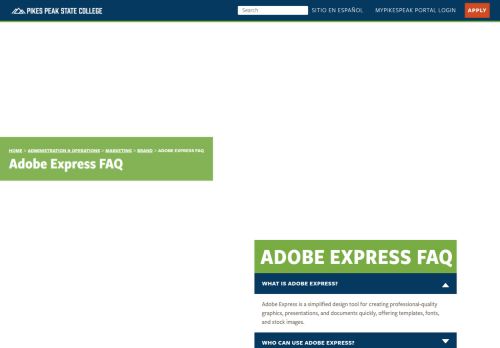 PIKES PEAK STATE COLLEGE
Search
SITIO EN ESPAÑOL
MYPIKESPEAK PORTAL LOGIN
APPLY
HOME > ADMINISTRATION & OPERATIONS > MARKETING > BRAND > ADOBE EXPRESS FAQ
Adobe Express FAQ
ADOBE EXPRESS FAQ
WHAT IS ADOBE EXPRESS?
Adobe Express is a simplified design tool for creating professional-quality
graphics, presentations, and documents quickly, offering templates, fonts,
and stock images.
WHO CAN USE ADOBE EXPRESS?